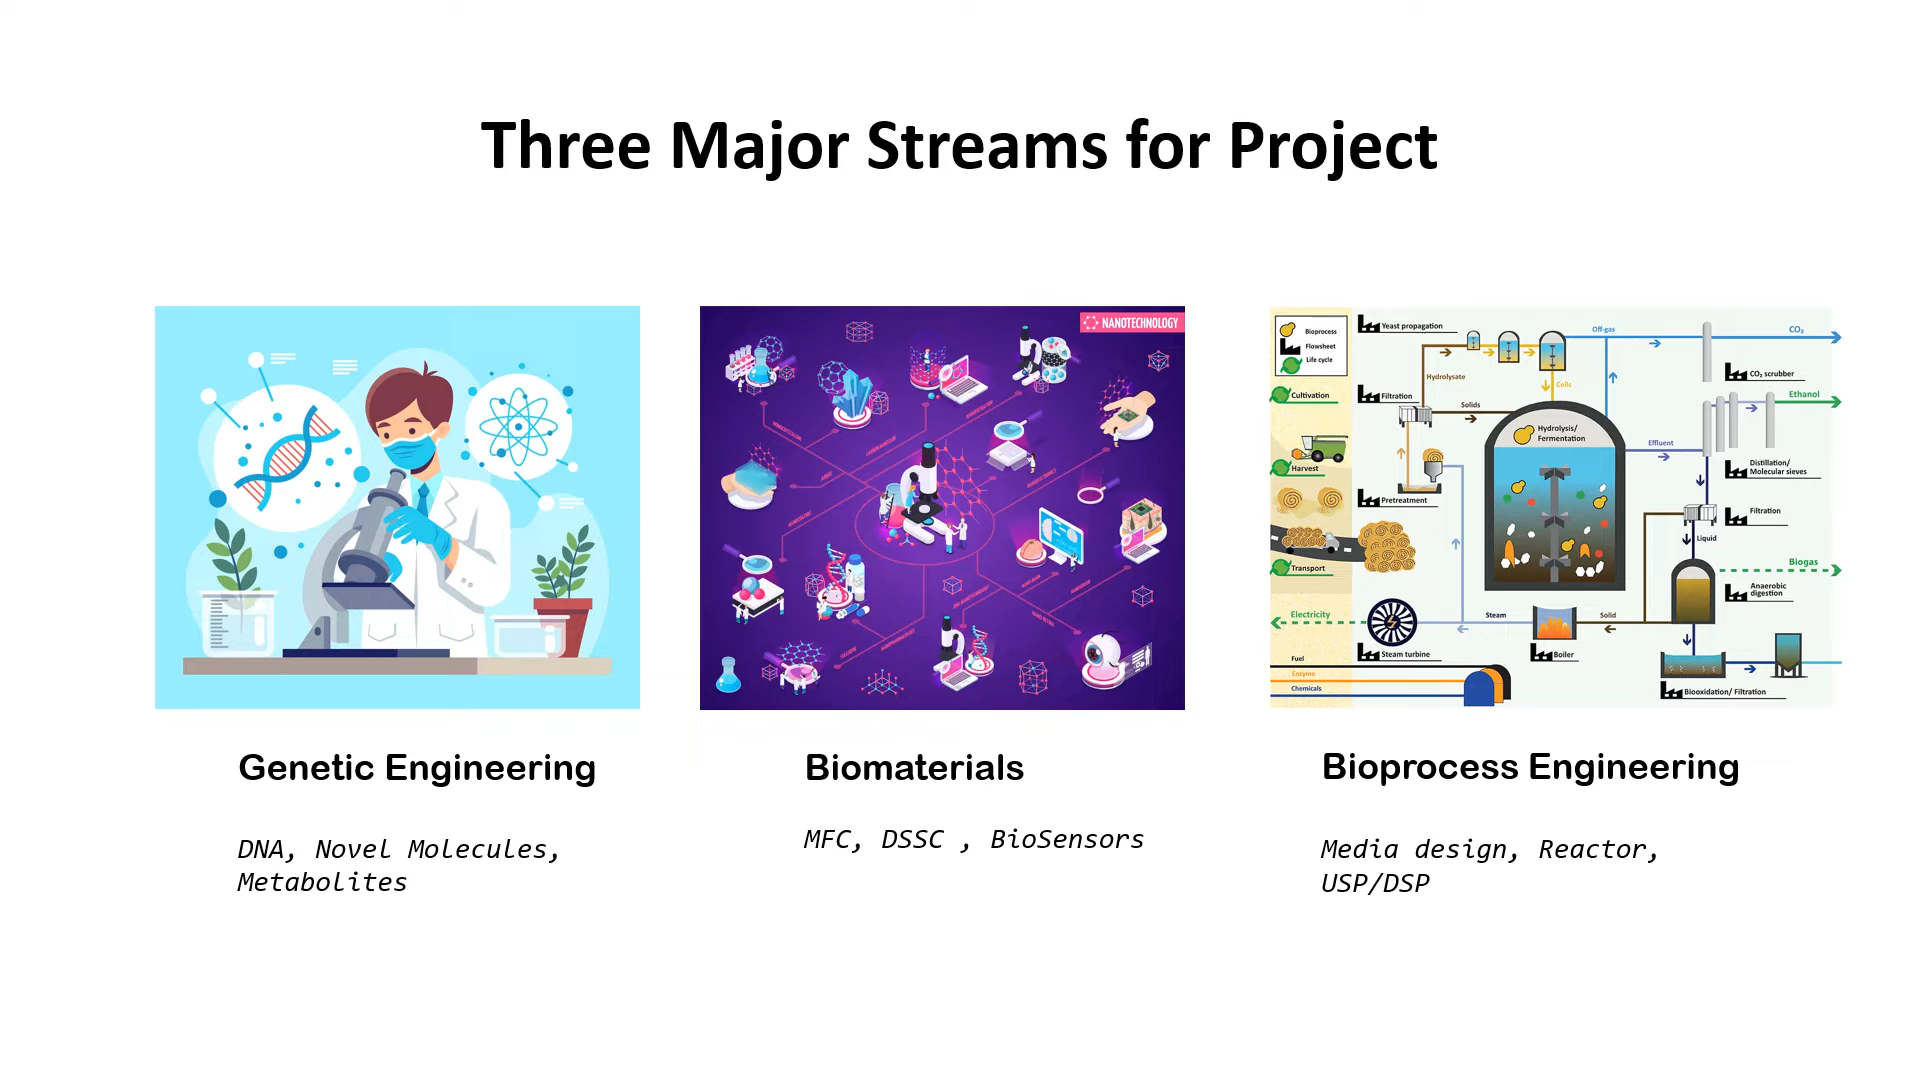 Three Major Streams for Project
NANOTECHNOLOGY
Bioprocess
Flowsheet
Life cycle
Yeast propagation
Off-gas
CO₂
Hydrolysate
Cells
CO₂ scrubber
Cultivation
Filtration
Solids
Ethanol
Hydrolysis/
Fermentation
Effluent
Harvest
Distillation/
Molecular sieves
Pretreatment
Filtration
Liquid
Transport
Biogas
Anaerobic
digestion
Electricity
Steam
Solid
Steam turbine
Boiler
Fuel
Enzyme
Chemicals
Biooxidation/ Filtration
Genetic Engineering
DNA, Novel Molecules,
Metabolites
Biomaterials
MFC, DSSC , BioSensors
Bioprocess Engineering
Media design, Reactor,
USP/DSP